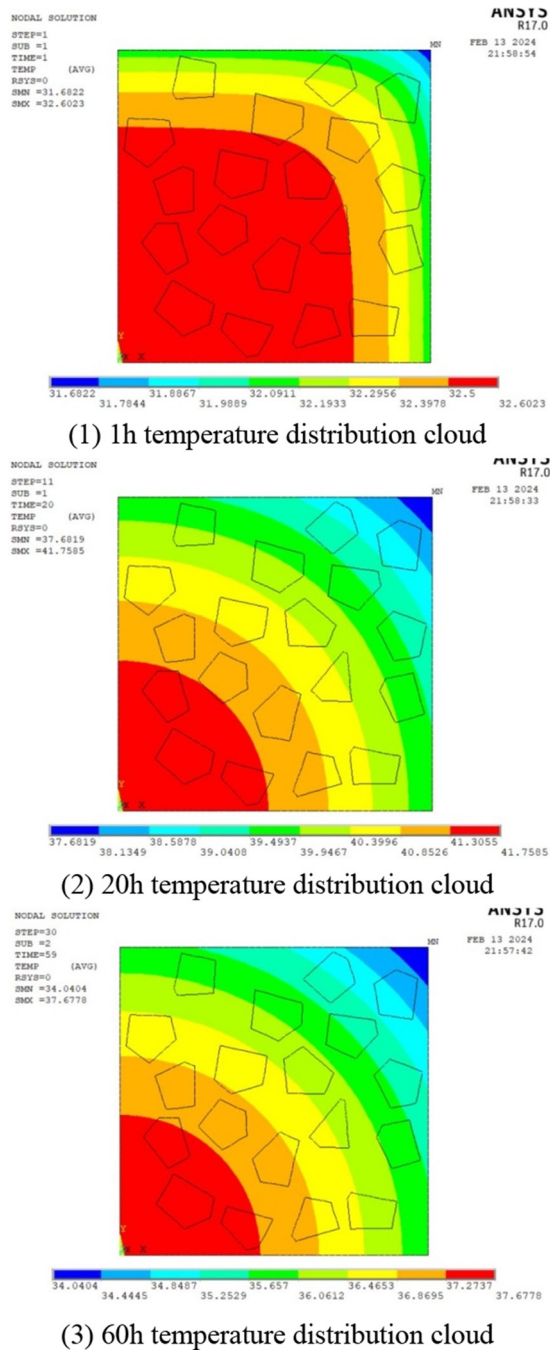 NODAL SOLUTION
STEP=1
SUB =1
TIME=1
TEMP (AVG)
RSYS=0
SMN =31.6822
SMX =32.6023
ANSYS
R17.0
FEB 13 2024
21:58:54
MN
Y
X X
31.6822 31.8867 32.0911 32.2956 32.5
31.7844 31.9889 32.1933 32.3978 32.6023
(1) 1h temperature distribution cloud
NODAL SOLUTION
STEP=11
SUB =1
TIME=20
TEMP (AVG)
RSYS=0
SMN =37.6819
SMX =41.7585
ANSYS
R17.0
FEB 13 2024
21:58:33
MN
Y
X X
37.6819 38.5878 39.4937 40.3996 41.3055
38.1349 39.0408 39.9467 40.8526 41.7585
(2) 20h temperature distribution cloud
NODAL SOLUTION
STEP=30
SUB =2
TIME=59
TEMP (AVG)
RSYS=0
SMN =34.0404
SMX =37.6778
ANSYS
R17.0
FEB 13 2024
21:57:42
MN
Y
X X
34.0404 34.8487 35.657 36.4653 37.2737
34.4445 35.2529 36.0612 36.8695 37.6778
(3) 60h temperature distribution cloud